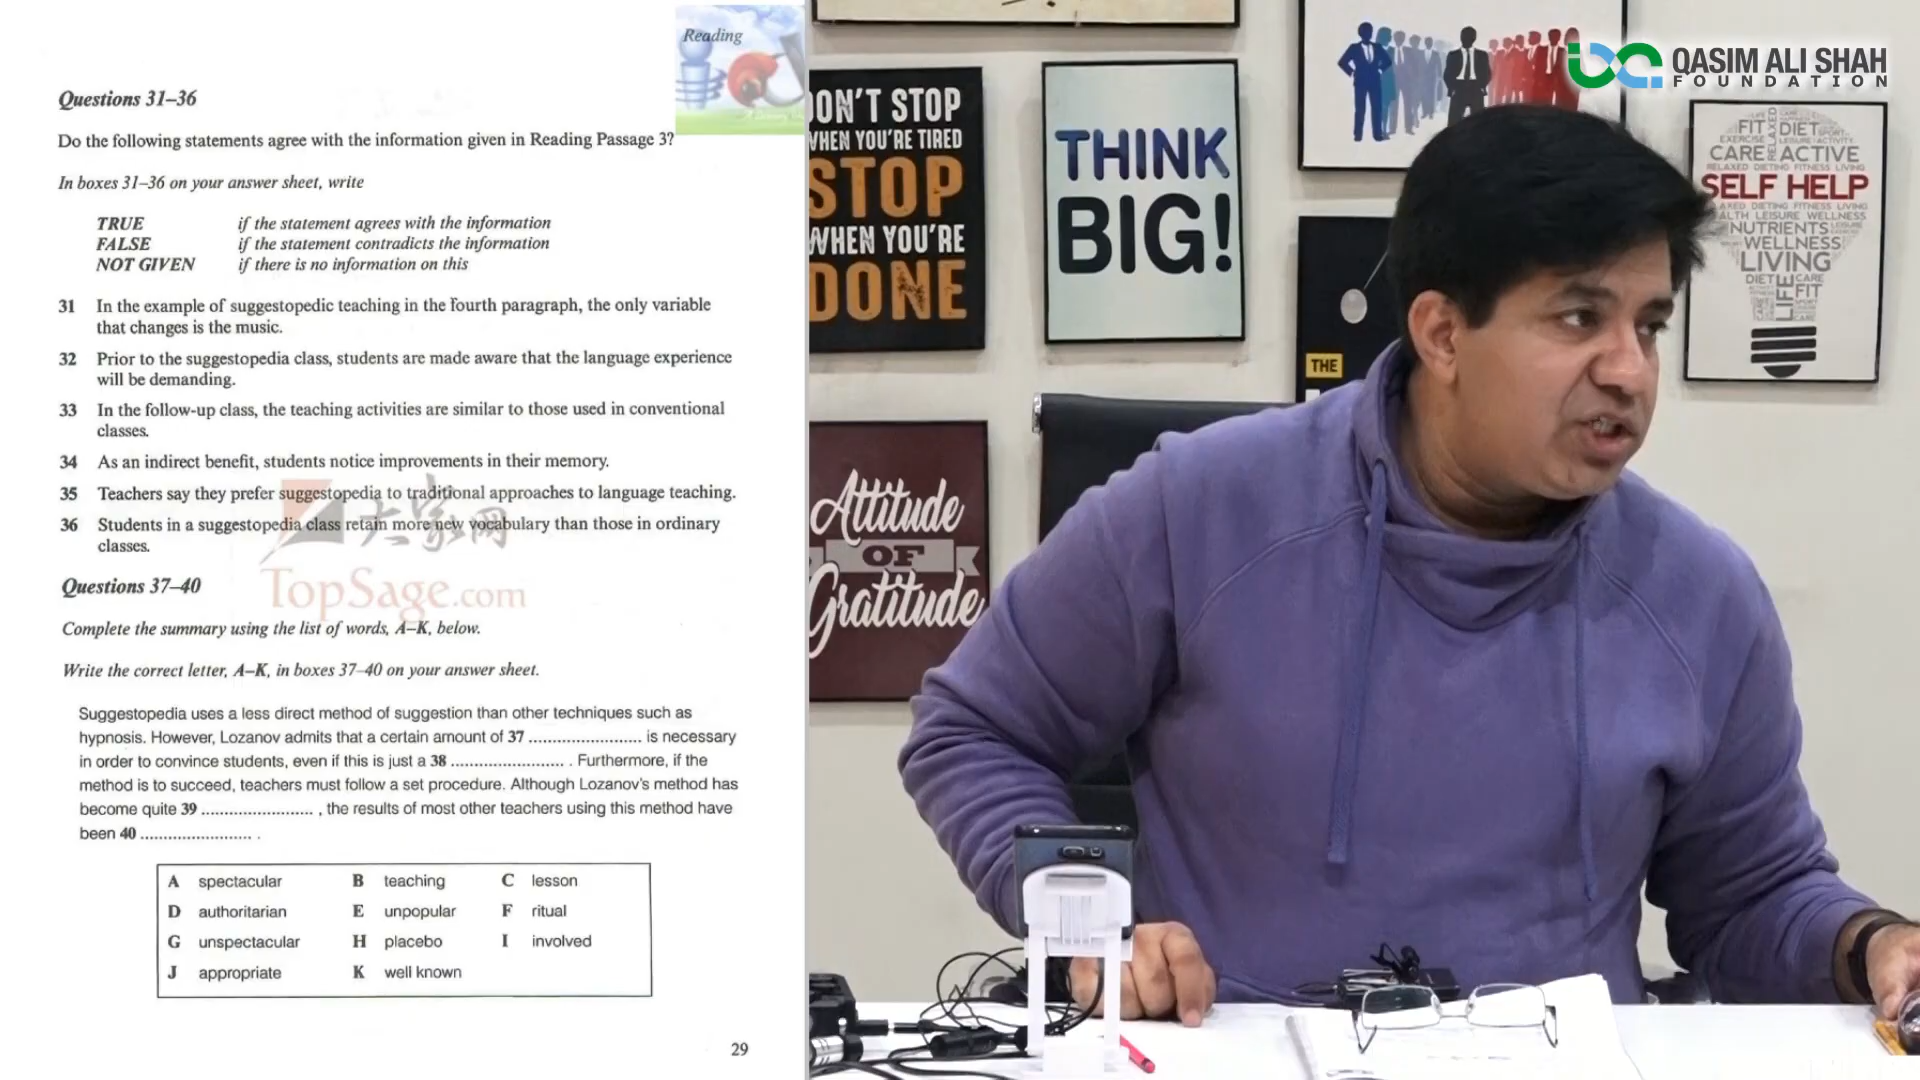 Reading
Questions 31–36
Do the following statements agree with the information given in Reading Passage 3?
In boxes 31–36 on your answer sheet, write
TRUE if the statement agrees with the information
FALSE if the statement contradicts the information
NOT GIVEN if there is no information on this
31 In the example of suggestopedic teaching in the fourth paragraph, the only variable
that changes is the music.
32 Prior to the suggestopedia class, students are made aware that the language experience
will be demanding.
33 In the follow-up class, the teaching activities are similar to those used in conventional
classes.
34 As an indirect benefit, students notice improvements in their memory.
35 Teachers say they prefer suggestopedia to traditional approaches to language teaching.
36 Students in a suggestopedia class retain more new vocabulary than those in ordinary
classes.
大家网
TopSage.com
Questions 37–40
Complete the summary using the list of words, A–K, below.
Write the correct letter, A–K, in boxes 37–40 on your answer sheet.
Suggestopedia uses a less direct method of suggestion than other techniques such as
hypnosis. However, Lozanov admits that a certain amount of 37 ........................ is necessary
in order to convince students, even if this is just a 38 ........................ . Furthermore, if the
method is to succeed, teachers must follow a set procedure. Although Lozanov's method has
become quite 39 ........................ , the results of most other teachers using this method have
been 40 ........................ .
A spectacular B teaching C lesson
D authoritarian E unpopular F ritual
G unspectacular H placebo I involved
J appropriate K well known
29
DON'T STOP
WHEN YOU'RE TIRED
STOP
WHEN YOU'RE
DONE
THINK
BIG!
Attitude
OF
Gratitude
THE
QASIM ALI SHAH
FOUNDATION
FIT DIET
RELAXED
CARE ACTIVE
RELAXED DIETING FITNESS LIVING
SELF HELP
LEISURE WELLNESS
NUTRIENTS
WELLNESS
LIVING
DIET CARE
LIFE FIT